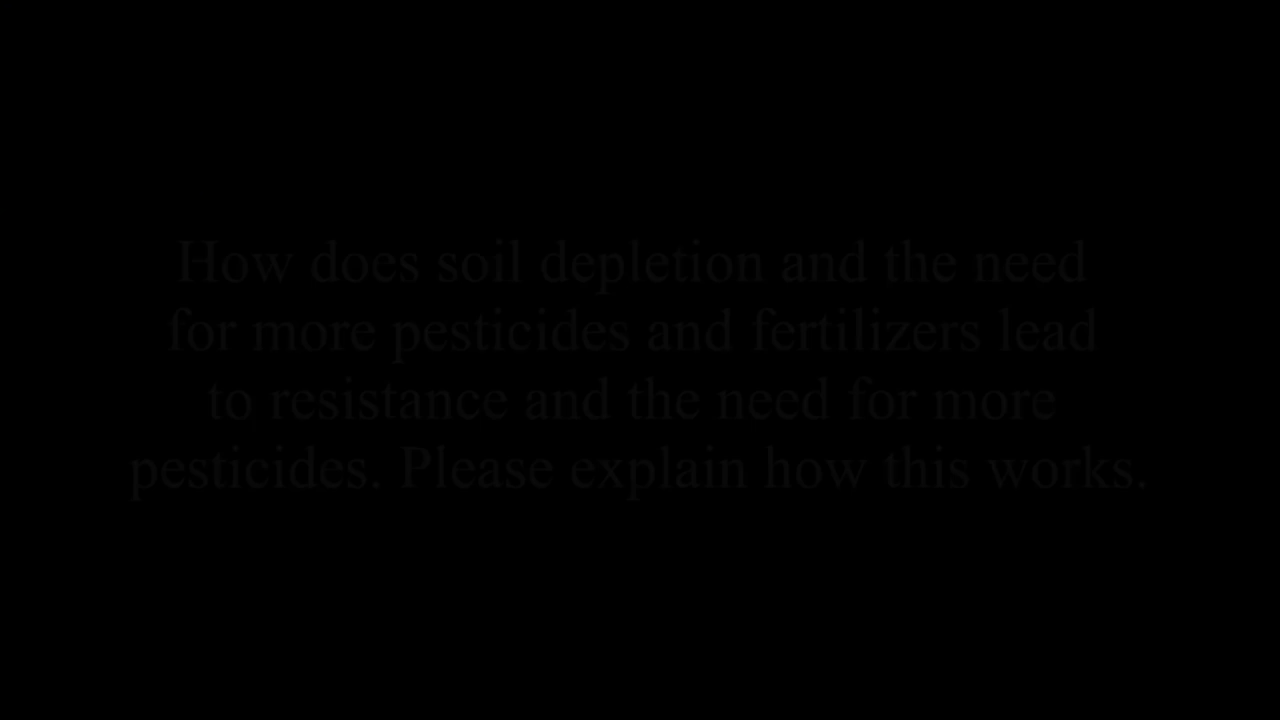 How does soil depletion and the need
for more pesticides and fertilizers lead
to resistance and the need for more
pesticides. Please explain how this works.